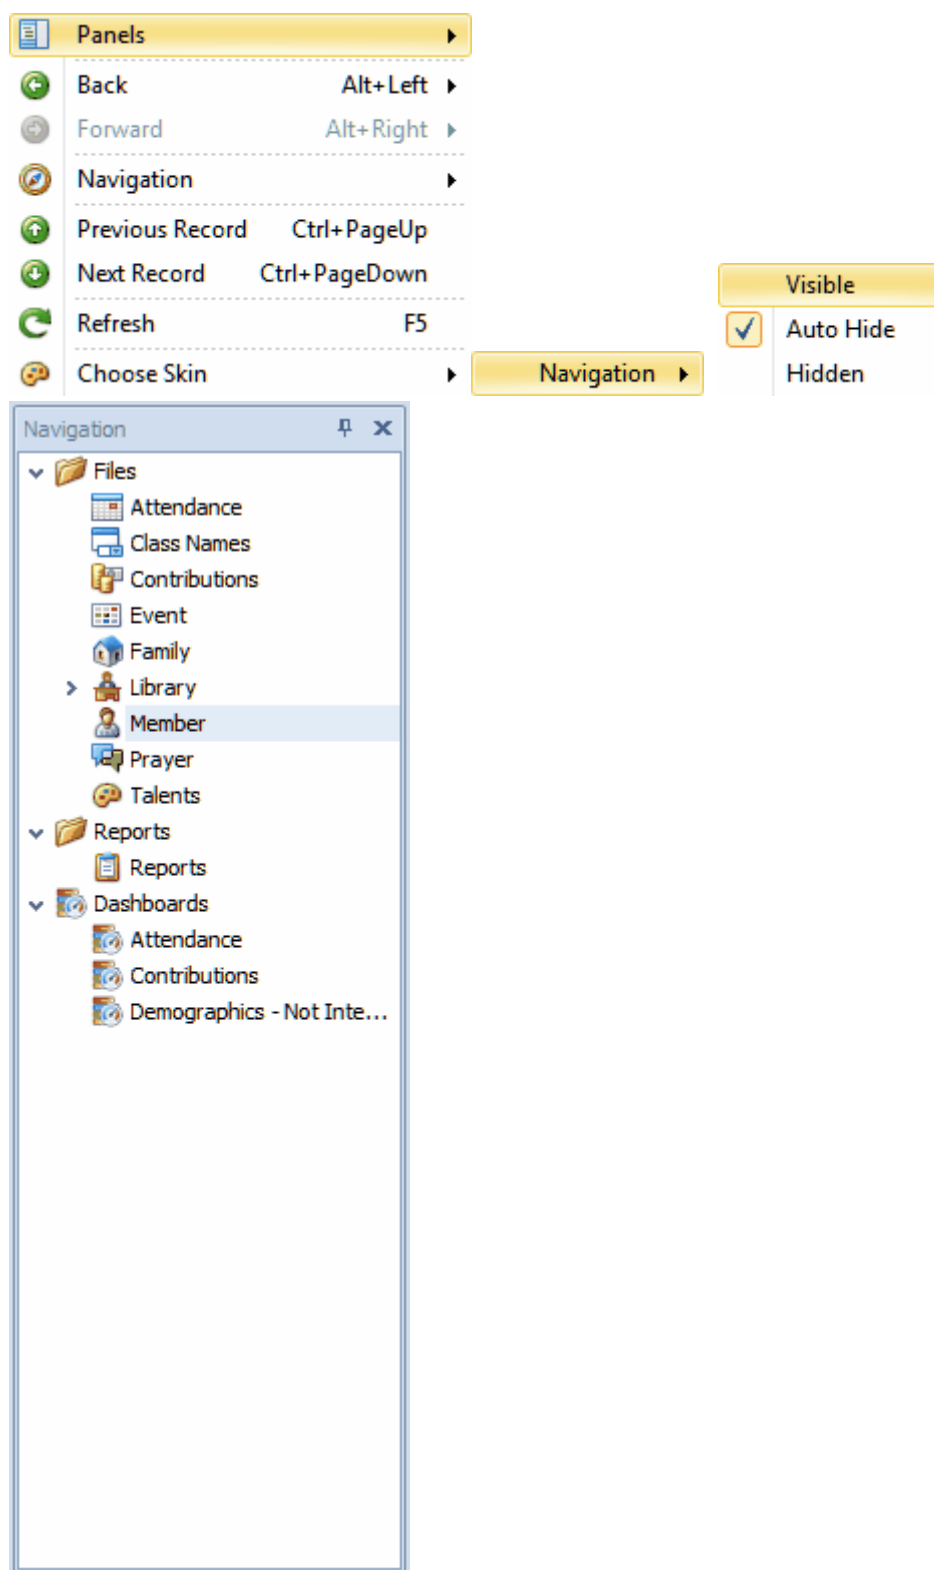 Panels
Back Alt+Left
Forward Alt+Right
Navigation
Previous Record Ctrl+PageUp
Next Record Ctrl+PageDown
Refresh F5
Choose Skin
Navigation
Visible
Auto Hide
Hidden
Navigation
Files
Attendance
Class Names
Contributions
Event
Family
Library
Member
Prayer
Talents
Reports
Reports
Dashboards
Attendance
Contributions
Demographics - Not Inte...